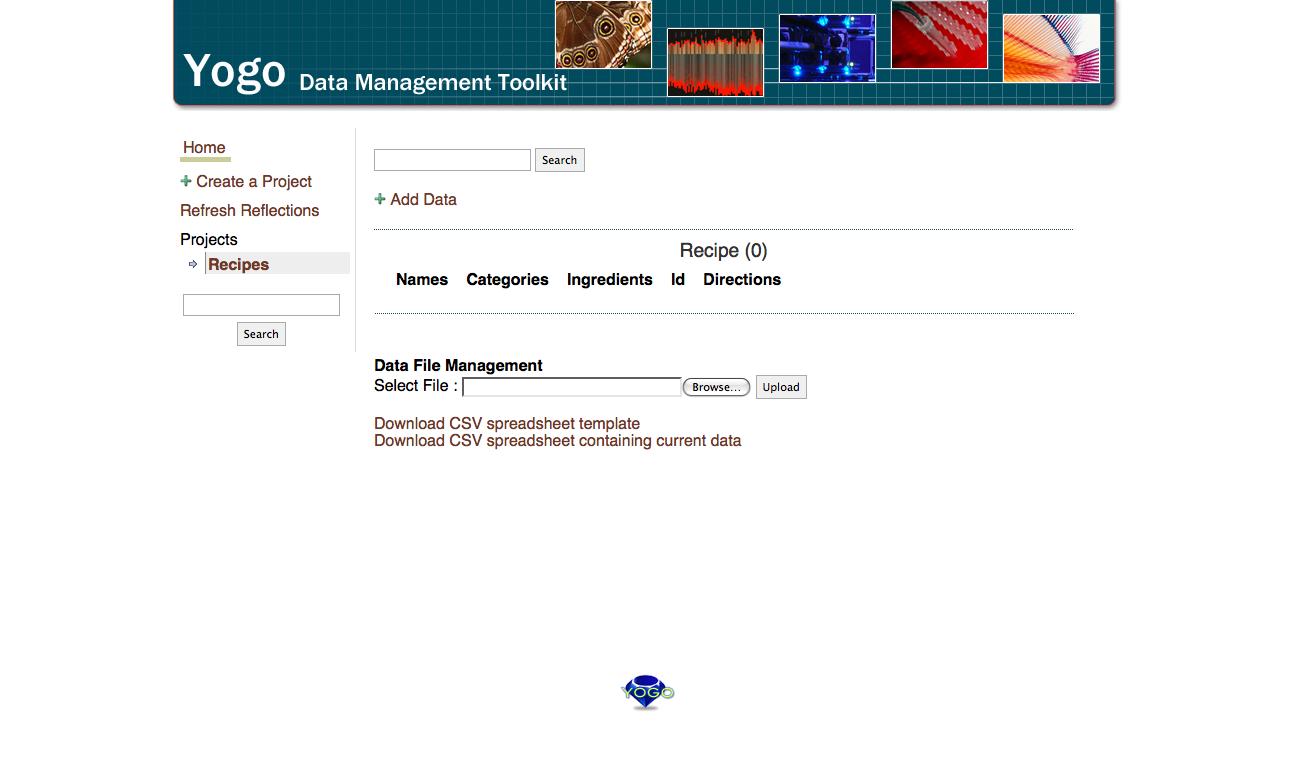 Yogo Data Management Toolkit
Home
Create a Project
Refresh Reflections
Projects
Recipes
Search
Search
Add Data
Recipe (0)
Names Categories Ingredients Id Directions
Data File Management
Select File : Browse... Upload
Download CSV spreadsheet template
Download CSV spreadsheet containing current data
YOGO